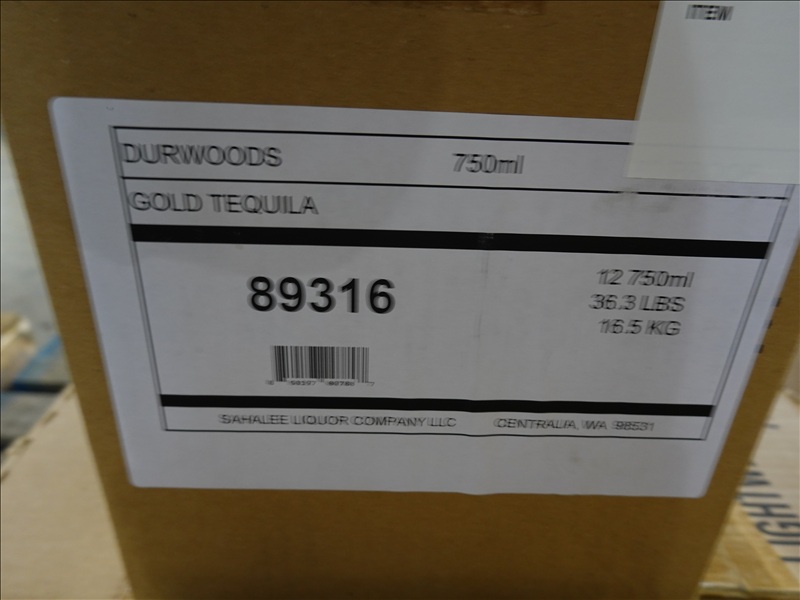 ITEM
DURWOODS 750ml
GOLD TEQUILA
89316
12 750ml
36.3 LBS
16.5 KG
SAHALEE LIQUOR COMPANY LLC CENTRALIA, WA 98531